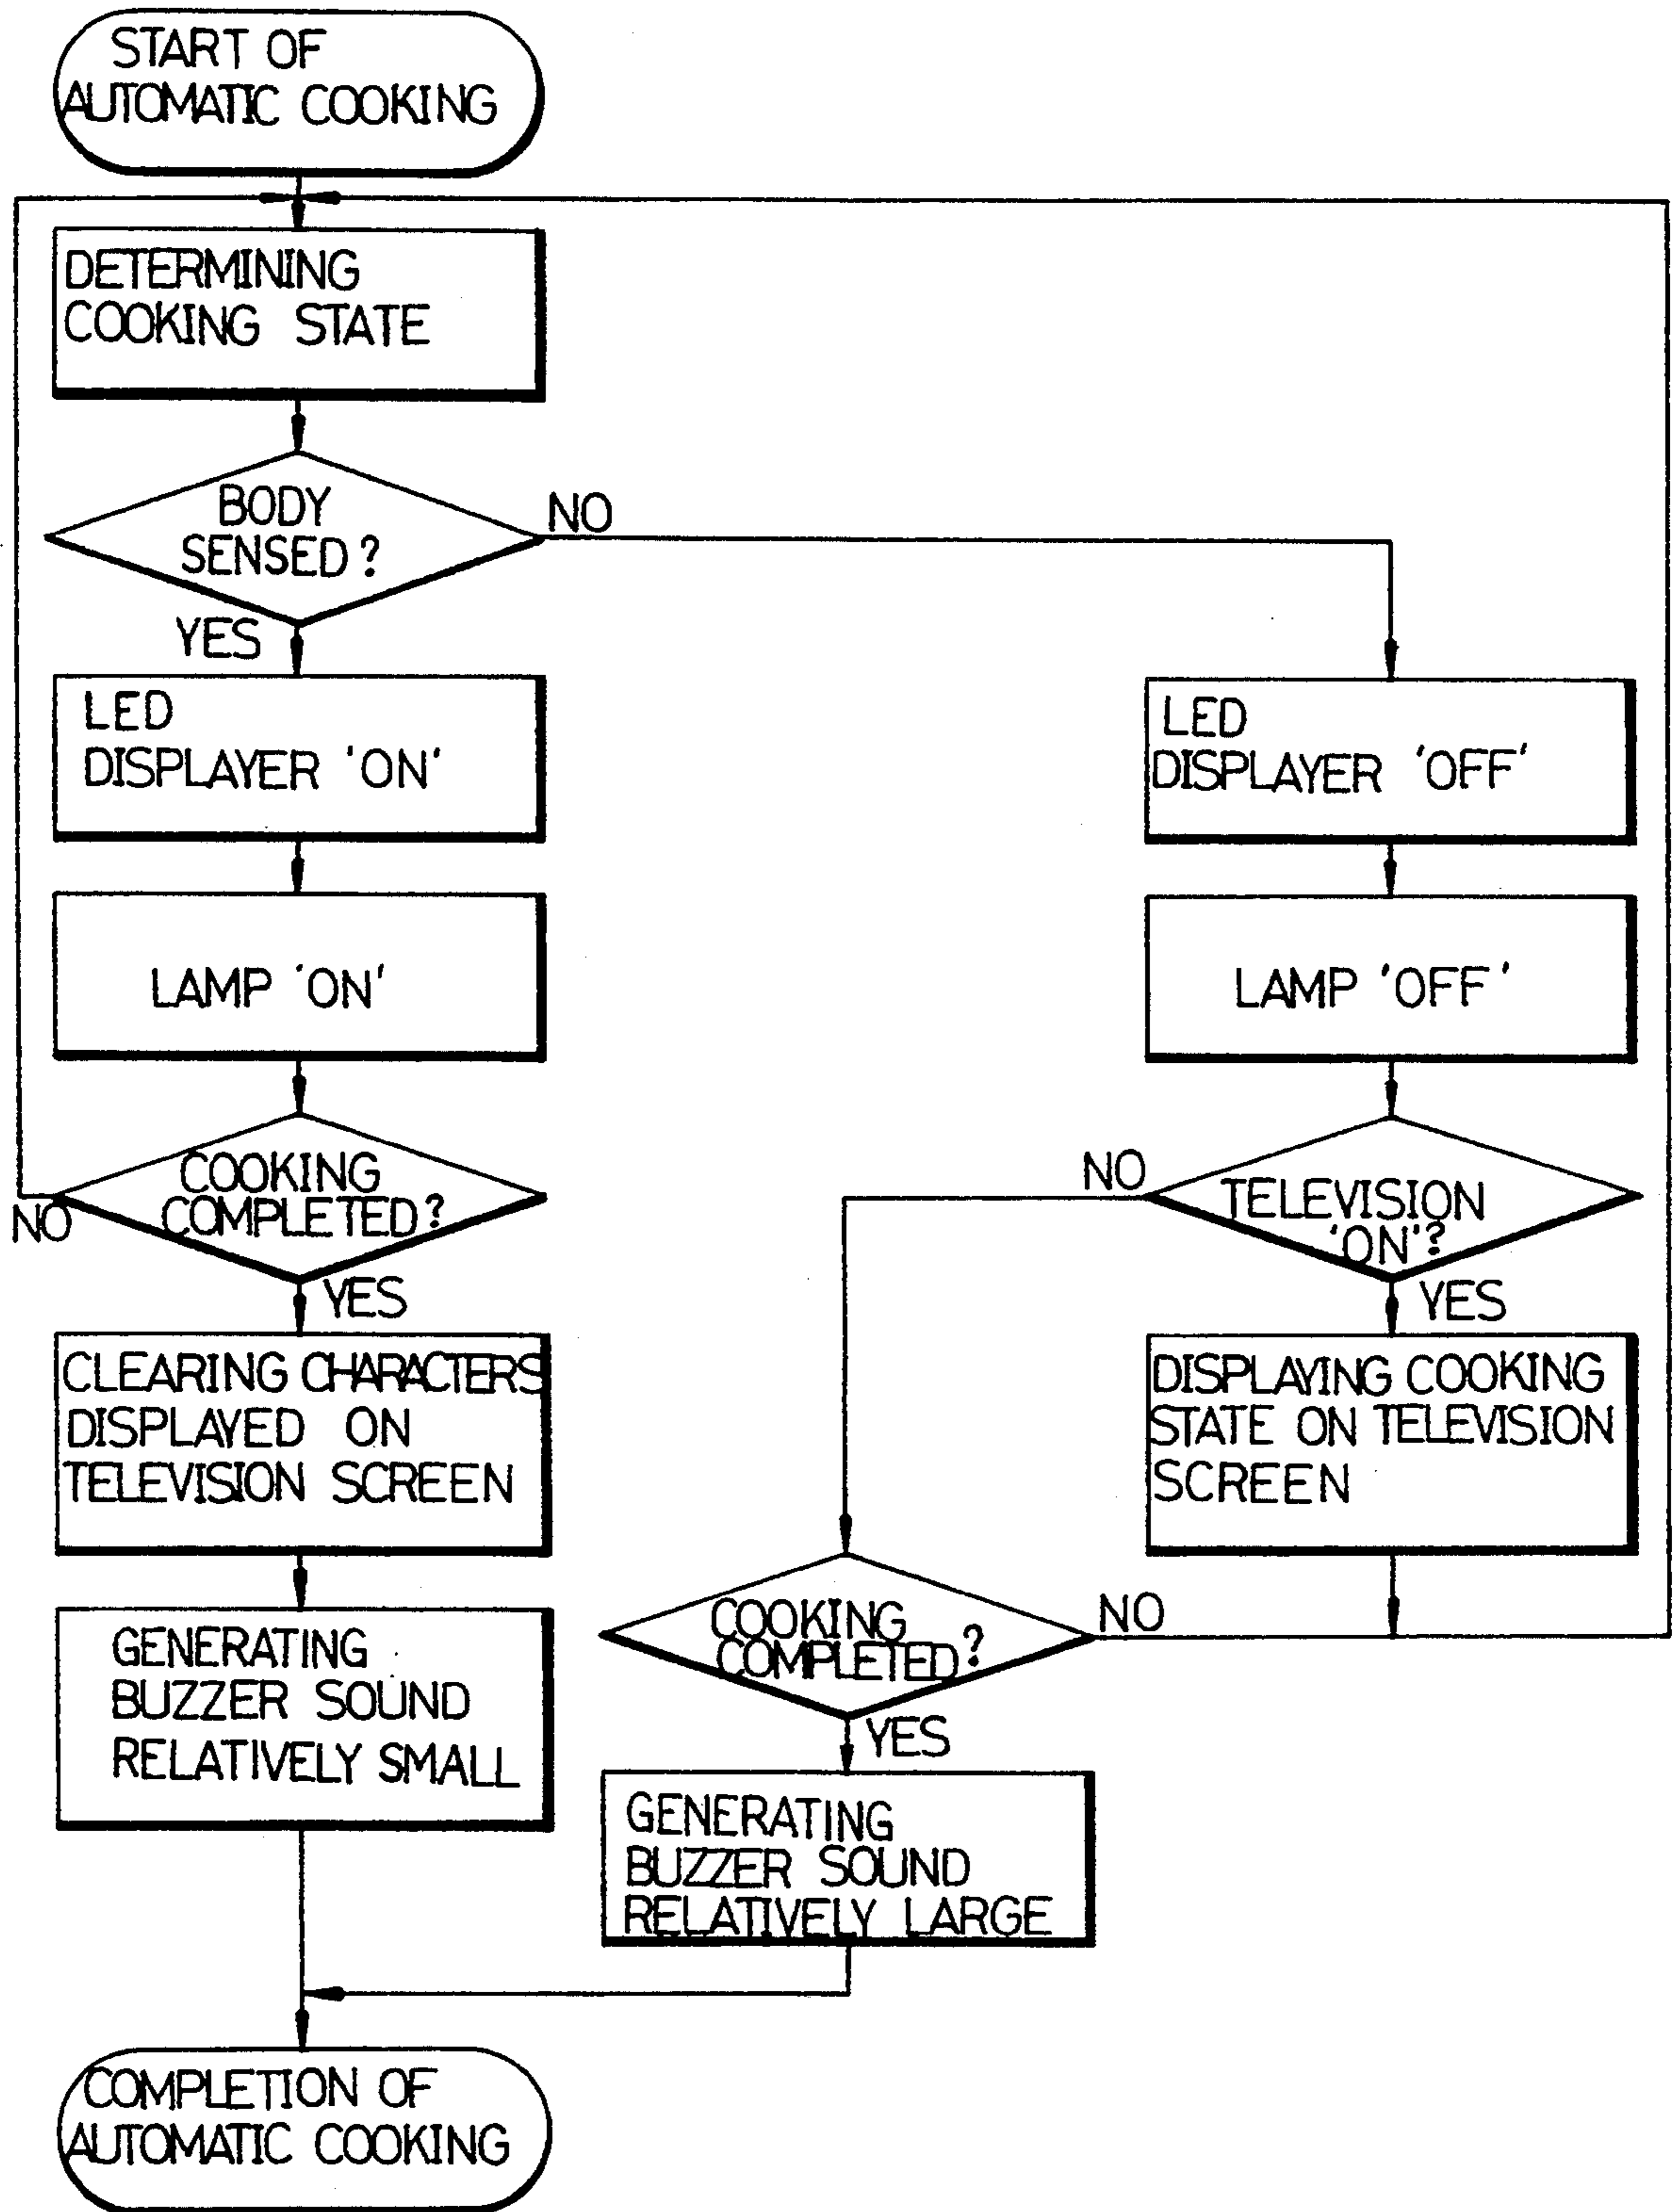 START OF
AUTOMATIC COOKING
DETERMINING
COOKING STATE
BODY
SENSED?
NO
YES
LED
DISPLAYER 'ON'
LED
DISPLAYER 'OFF'
LAMP 'ON'
LAMP 'OFF'
COOKING
COMPLETED?
NO
YES
NO
TELEVISION
'ON'?
YES
CLEARING CHARACTERS
DISPLAYED ON
TELEVISION SCREEN
DISPLAYING COOKING
STATE ON TELEVISION
SCREEN
GENERATING
BUZZER SOUND
RELATIVELY SMALL
COOKING
COMPLETED?
NO
YES
GENERATING
BUZZER SOUND
RELATIVELY LARGE
COMPLETION OF
AUTOMATIC COOKING